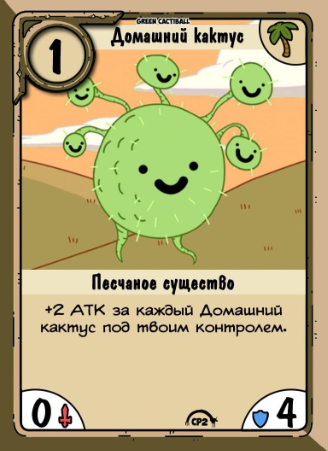 GREEN CACTIBALL
Домашний кактус
1
Песчаное существо
+2 АТК за каждый Домашний
кактус под твоим контролем.
0
CP2
4